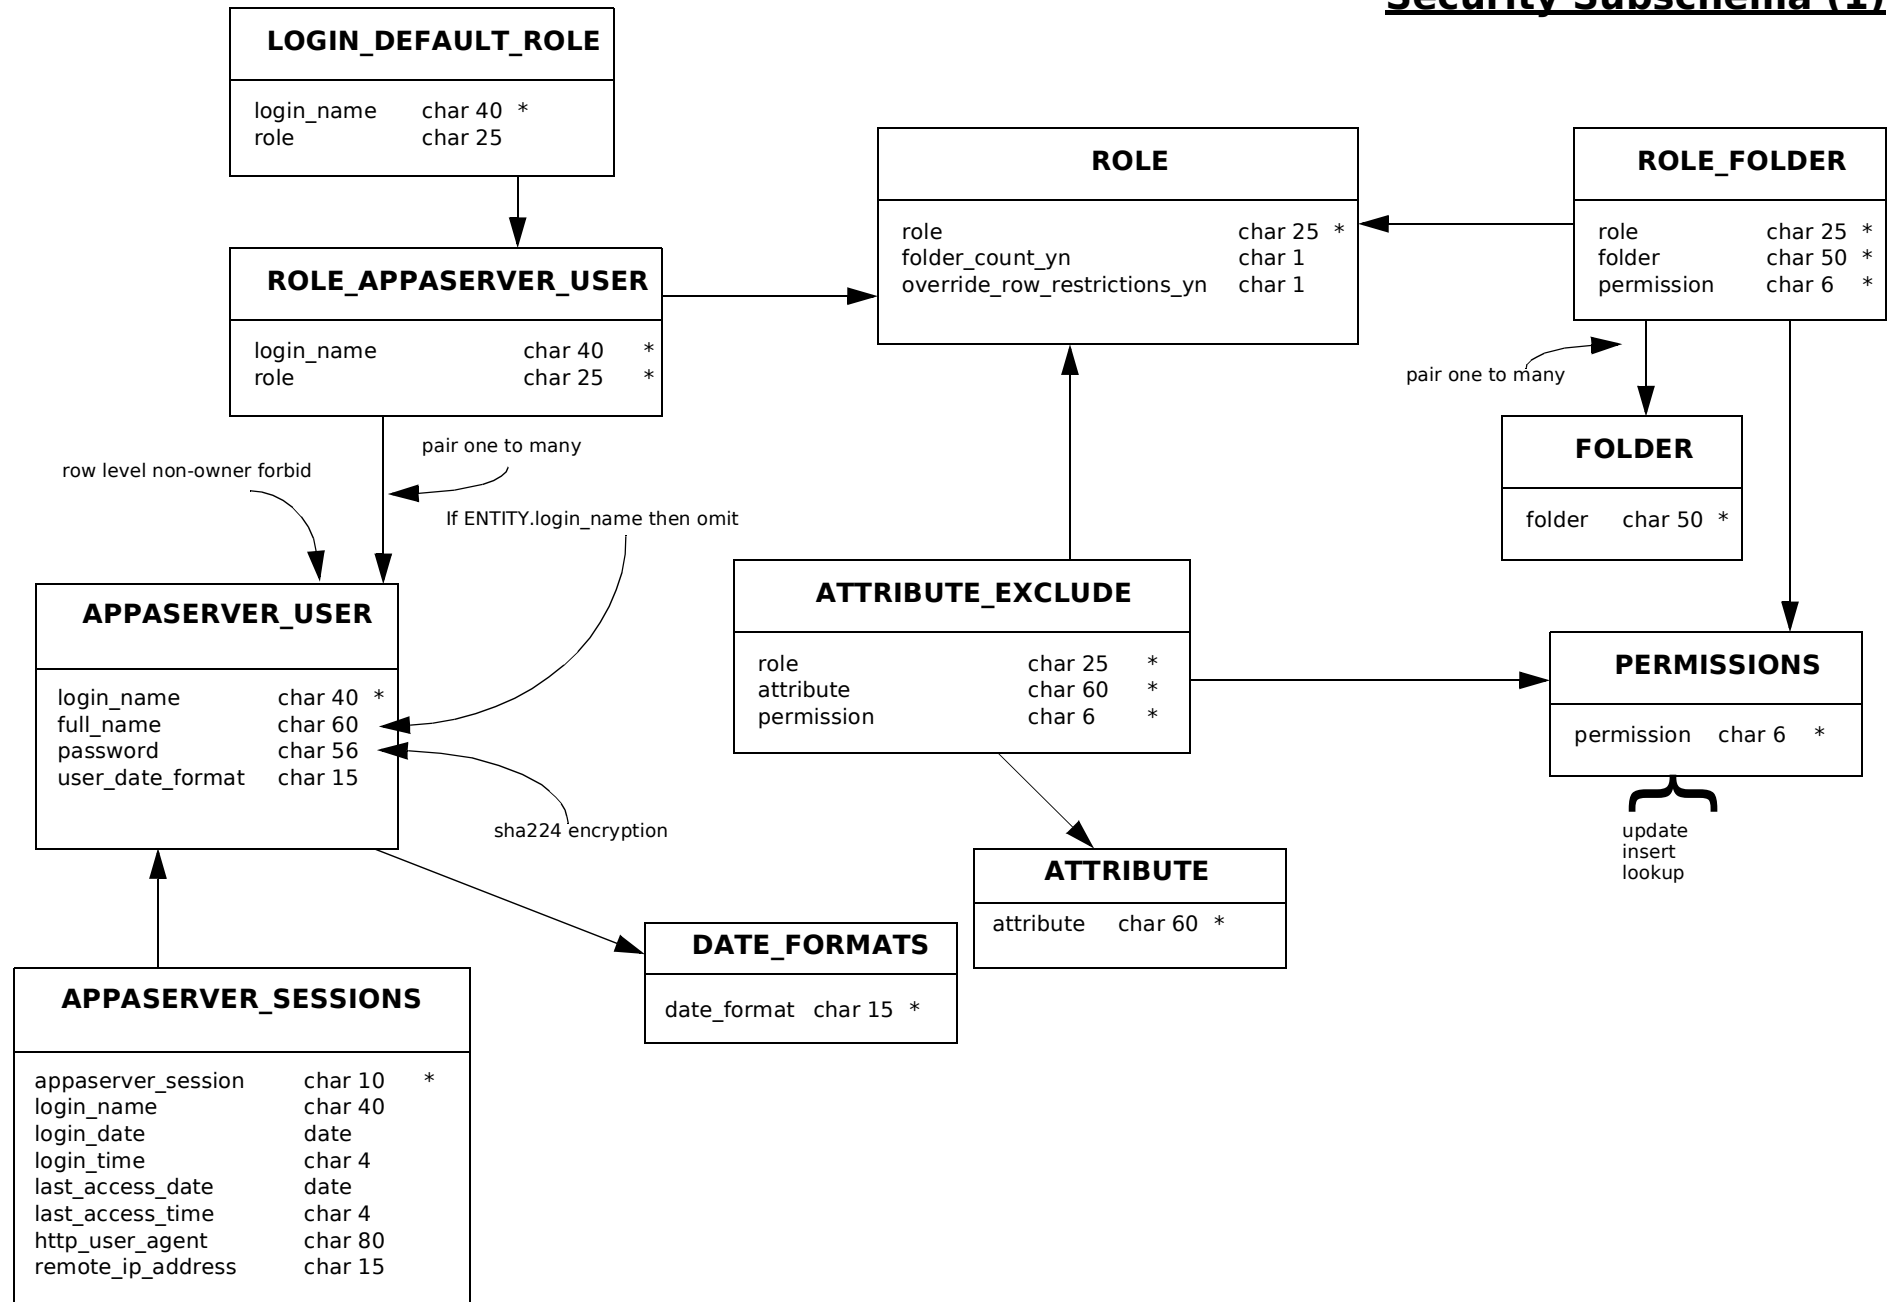 Security Subschema (1)
LOGIN_DEFAULT_ROLE
login_name char 40 *
role char 25
ROLE
role char 25 *
folder_count_yn char 1
override_row_restrictions_yn char 1
ROLE_FOLDER
role char 25 *
folder char 50 *
permission char 6 *
ROLE_APPASERVER_USER
login_name char 40 *
role char 25 *
pair one to many
FOLDER
folder char 50 *
pair one to many
row level non-owner forbid
If ENTITY.login_name then omit
APPASERVER_USER
login_name char 40 *
full_name char 60
password char 56
user_date_format char 15
sha224 encryption
ATTRIBUTE_EXCLUDE
role char 25 *
attribute char 60 *
permission char 6 *
PERMISSIONS
permission char 6 *
update
insert
lookup
ATTRIBUTE
attribute char 60 *
DATE_FORMATS
date_format char 15 *
APPASERVER_SESSIONS
appaserver_session char 10 *
login_name char 40
login_date date
login_time char 4
last_access_date date
last_access_time char 4
http_user_agent char 80
remote_ip_address char 15